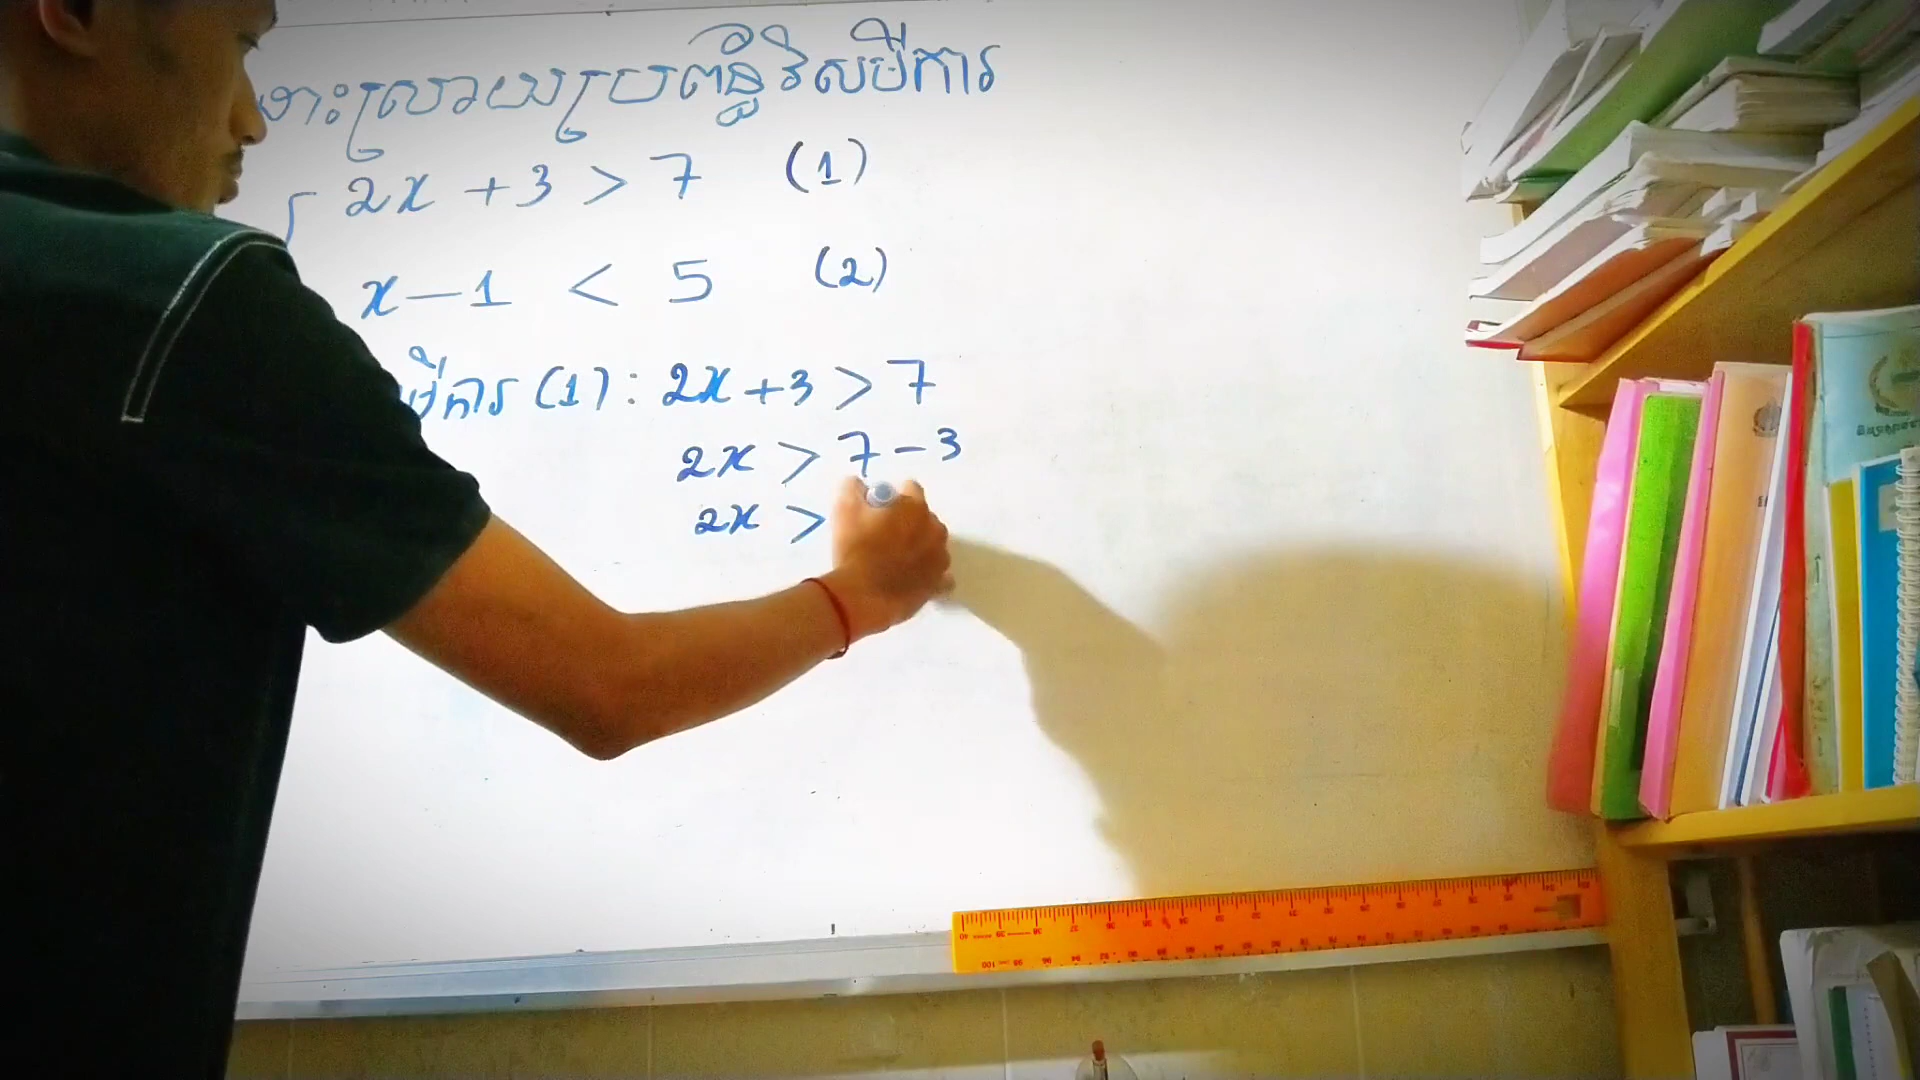 ដោះស្រាយប្រព័ន្ធវិសមីការ
2x + 3 > 7 (1)
x - 1 < 5 (2)
មីការ (1) : 2x + 3 > 7
2x > 7 - 3
2x >